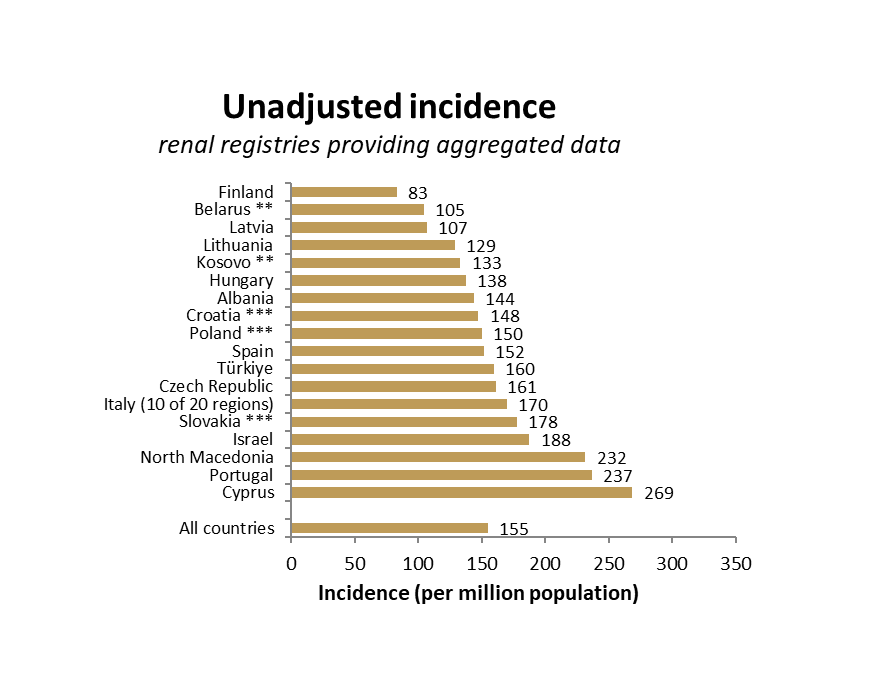 Unadjusted incidence
renal registries providing aggregated data
Finland 83
Belarus ** 105
Latvia 107
Lithuania 129
Kosovo ** 133
Hungary 138
Albania 144
Croatia *** 148
Poland *** 150
Spain 152
Türkiye 160
Czech Republic 161
Italy (10 of 20 regions) 170
Slovakia *** 178
Israel 188
North Macedonia 232
Portugal 237
Cyprus 269
All countries 155
0 50 100 150 200 250 300 350
Incidence (per million population)